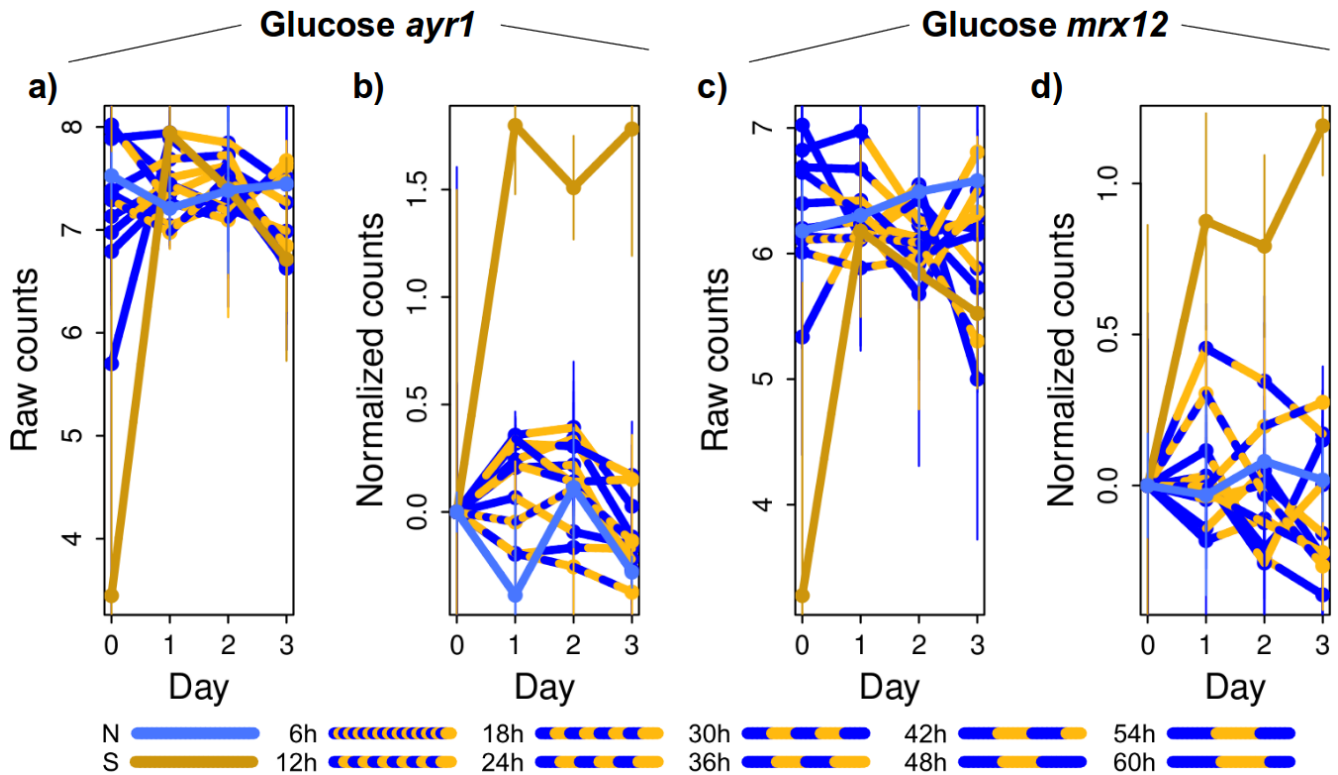 Glucose ayr1
Glucose mrx12
a)
b)
c)
d)
Raw counts
8
7
6
5
4
0 1 2 3
Day
Normalized counts
1.5
1.0
0.5
0.0
0 1 2 3
Day
Raw counts
7
6
5
4
0 1 2 3
Day
Normalized counts
1.0
0.5
0.0
0 1 2 3
Day
N 6h 18h 30h 42h 54h
S 12h 24h 36h 48h 60h